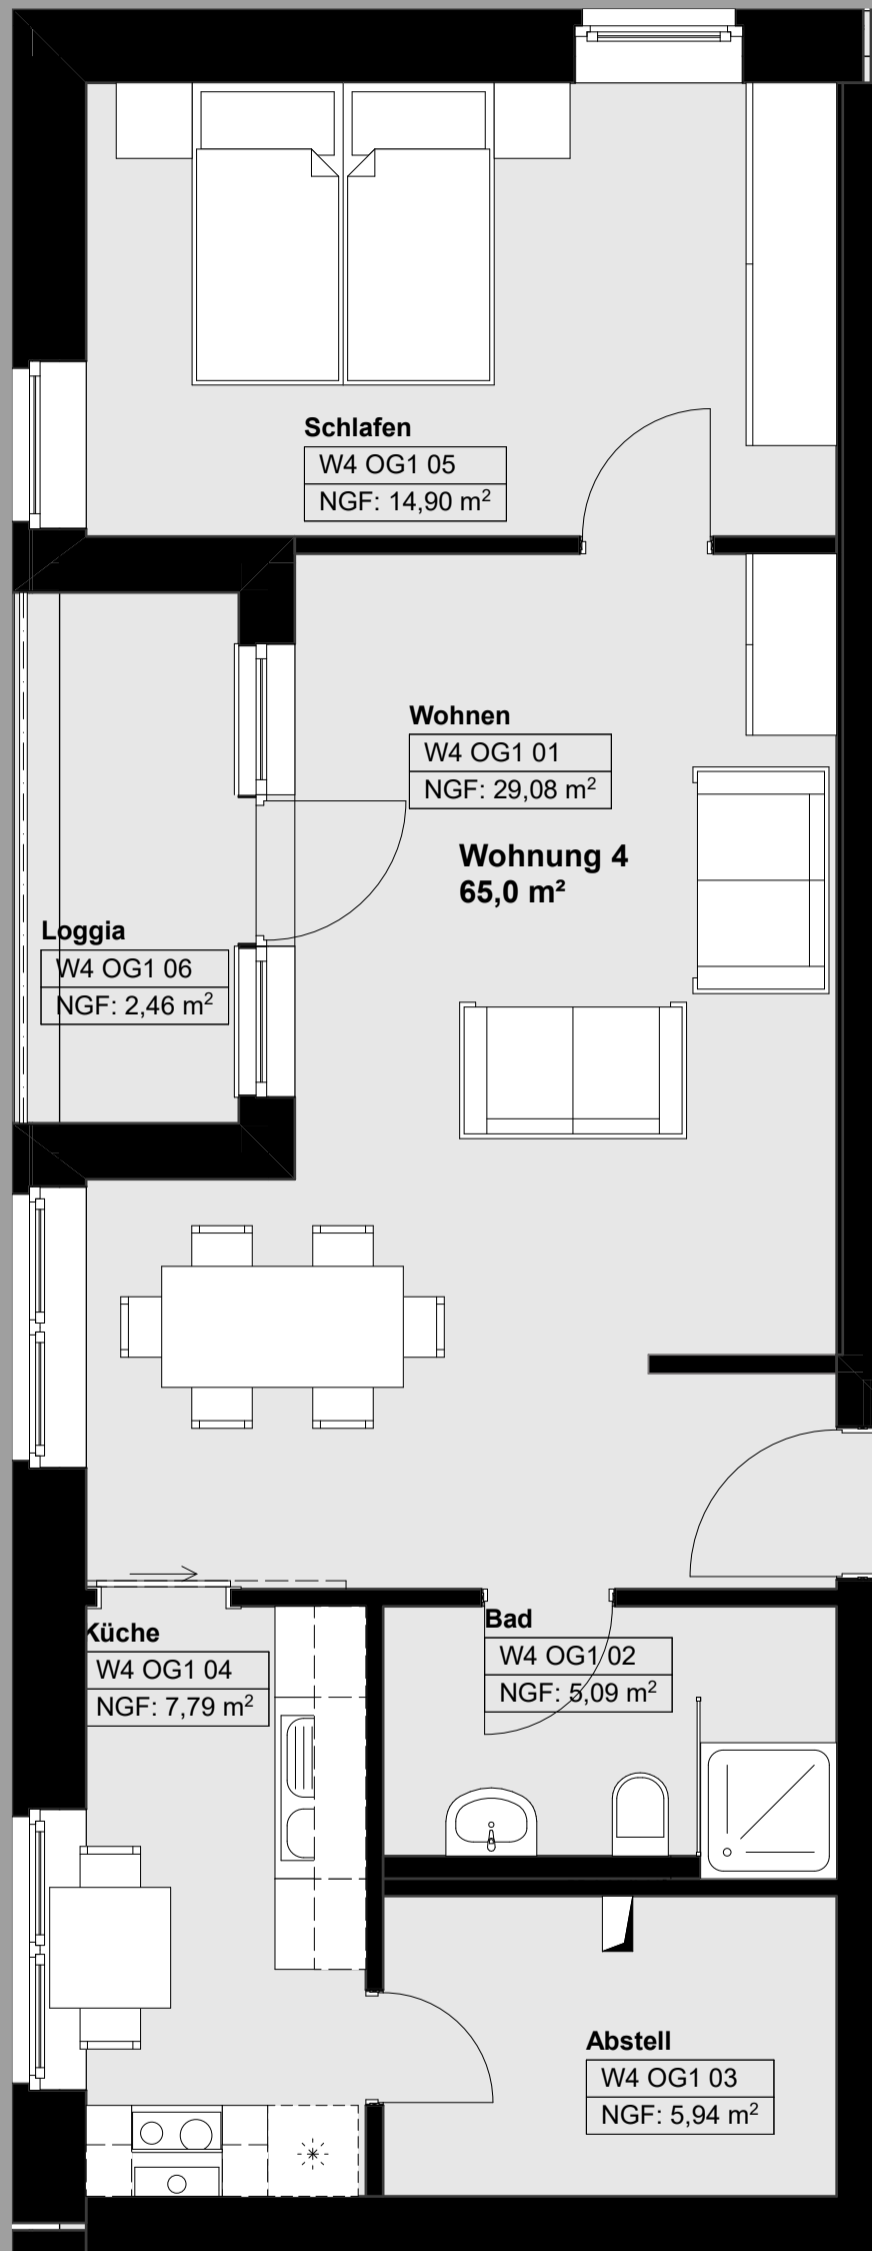 Schlafen
W4 OG1 05
NGF: 14,90 m²
Wohnen
W4 OG1 01
NGF: 29,08 m²
Wohnung 4
65,0 m²
Loggia
W4 OG1 06
NGF: 2,46 m²
Küche
W4 OG1 04
NGF: 7,79 m²
Bad
W4 OG1 02
NGF: 5,09 m²
Abstell
W4 OG1 03
NGF: 5,94 m²